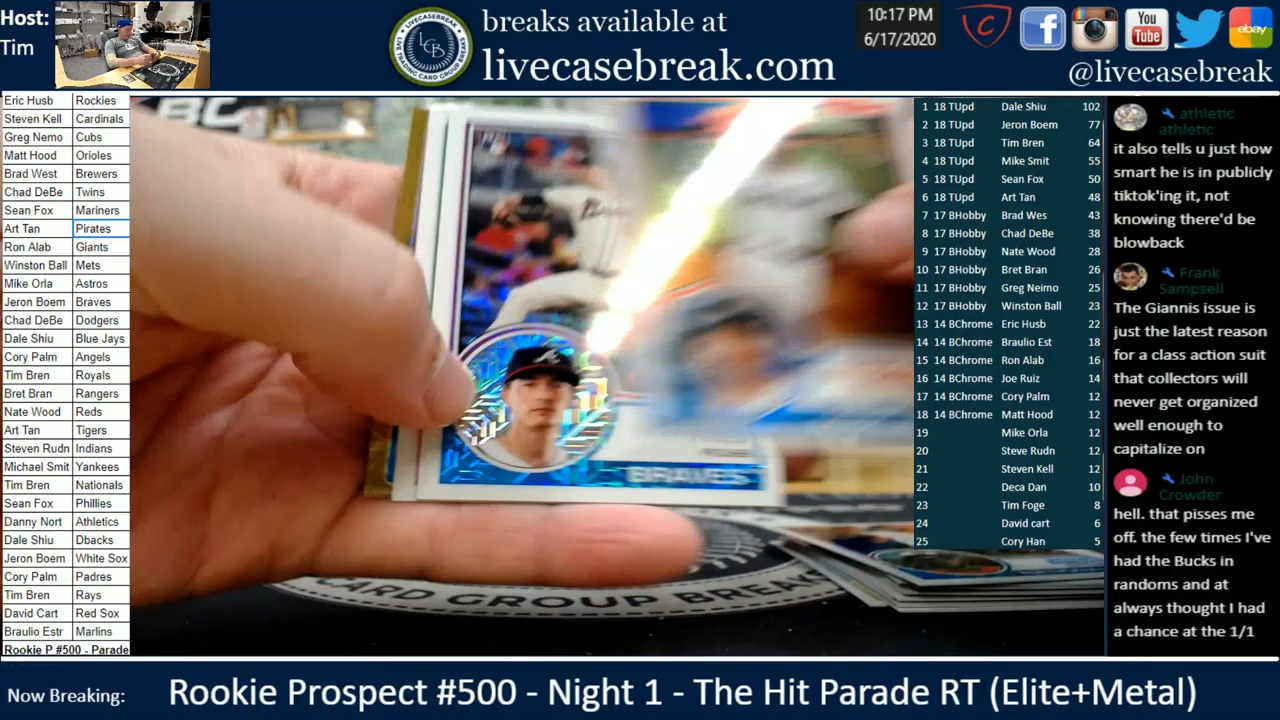 Host:
Tim
breaks available at
livecasebreak.com
10:17 PM
6/17/2020
You
Tube
ebay
@livecasebreak
LCB
Eric Husb Rockies
Steven Kell Cardinals
Greg Nemo Cubs
Matt Hood Orioles
Brad West Brewers
Chad DeBe Twins
Sean Fox Mariners
Art Tan Pirates
Ron Alab Giants
Winston Ball Mets
Mike Orla Astros
Jeron Boem Braves
Chad DeBe Dodgers
Dale Shiu Blue Jays
Cory Palm Angels
Tim Bren Royals
Bret Bran Rangers
Nate Wood Reds
Art Tan Tigers
Steven Rudn Indians
Michael Smit Yankees
Tim Bren Nationals
Sean Fox Phillies
Danny Nort Athletics
Dale Shiu Dbacks
Jeron Boem White Sox
Cory Palm Padres
Tim Bren Rays
David Cart Red Sox
Braulio Estr Marlins
Rookie P #500 - Parade
BRAVES
CARD GROUP BREAKS
1 18 TUpd Dale Shiu 102
2 18 TUpd Jeron Boem 77
3 18 TUpd Tim Bren 64
4 18 TUpd Mike Smit 55
5 18 TUpd Sean Fox 50
6 18 TUpd Art Tan 48
7 17 BHobby Brad Wes 43
8 17 BHobby Chad DeBe 38
9 17 BHobby Nate Wood 28
10 17 BHobby Bret Bran 26
11 17 BHobby Greg Neimo 25
12 17 BHobby Winston Ball 23
13 14 BChrome Eric Husb 22
14 14 BChrome Braulio Est 18
15 14 BChrome Ron Alab 16
16 14 BChrome Joe Ruiz 14
17 14 BChrome Cory Palm 12
18 14 BChrome Matt Hood 12
19 Mike Orla 12
20 Steve Rudn 12
21 Steven Kell 12
22 Deca Dan 10
23 Tim Foge 8
24 David cart 6
25 Cory Han 5
athletic
athletic
it also tells u just how
smart he is in publicly
tiktok'ing it, not
knowing there'd be
blowback
Frank
Sampsell
The Giannis issue is
just the latest reason
for a class action suit
that collectors will
never get organized
well enough to
capitalize on
John
Crowder
hell. that pisses me
off. the few times I've
had the Bucks in
randoms and at
always thought I had
a chance at the 1/1
Now Breaking:
Rookie Prospect #500 - Night 1 - The Hit Parade RT (Elite+Metal)